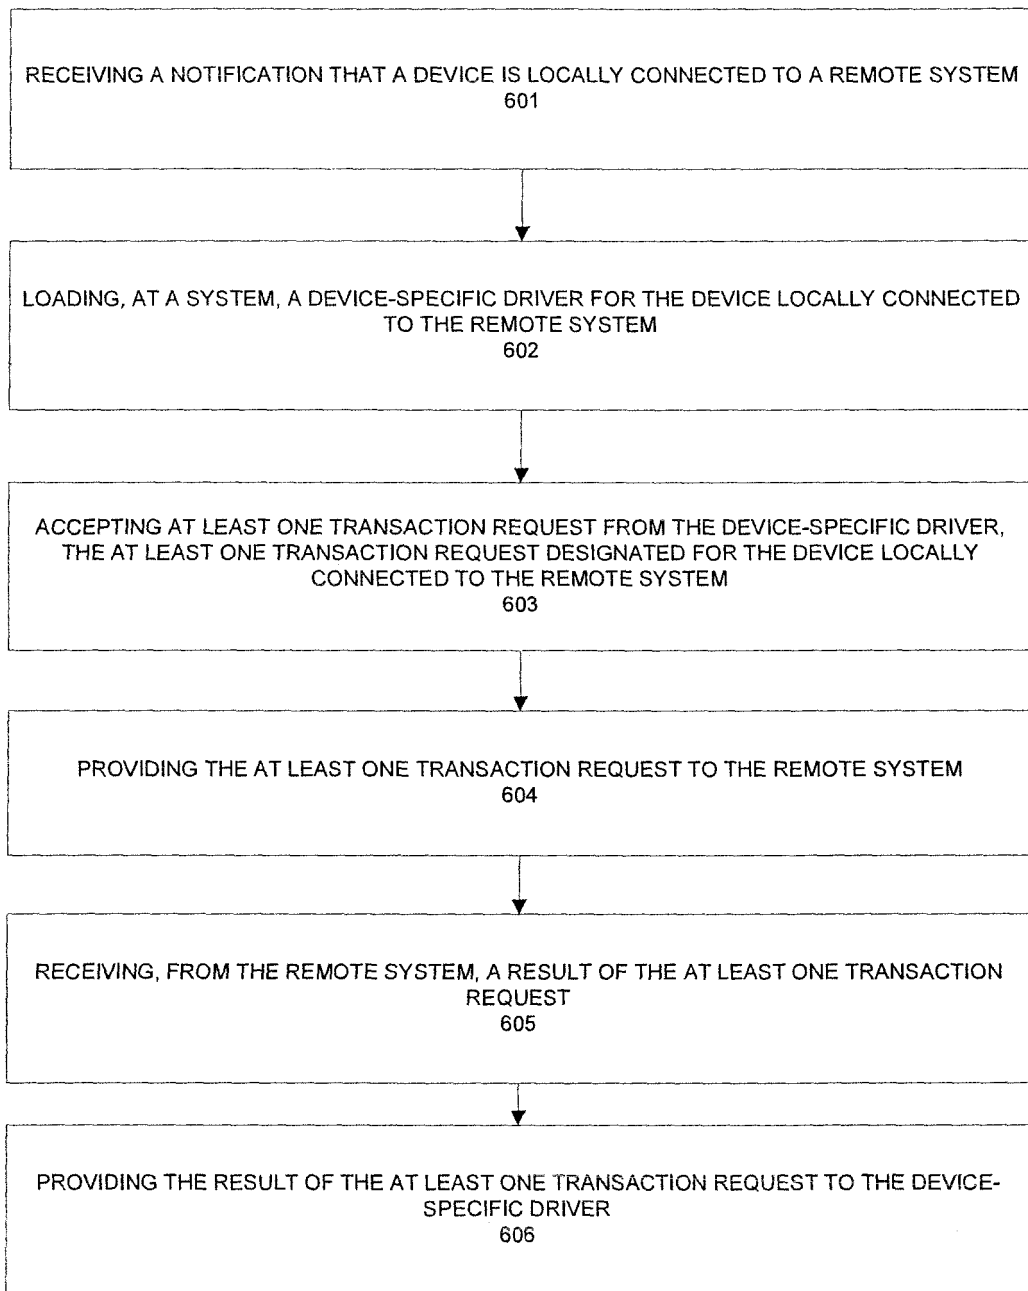 RECEIVING A NOTIFICATION THAT A DEVICE IS LOCALLY CONNECTED TO A REMOTE SYSTEM
601
LOADING, AT A SYSTEM, A DEVICE-SPECIFIC DRIVER FOR THE DEVICE LOCALLY CONNECTED
TO THE REMOTE SYSTEM
602
ACCEPTING AT LEAST ONE TRANSACTION REQUEST FROM THE DEVICE-SPECIFIC DRIVER,
THE AT LEAST ONE TRANSACTION REQUEST DESIGNATED FOR THE DEVICE LOCALLY
CONNECTED TO THE REMOTE SYSTEM
603
PROVIDING THE AT LEAST ONE TRANSACTION REQUEST TO THE REMOTE SYSTEM
604
RECEIVING, FROM THE REMOTE SYSTEM, A RESULT OF THE AT LEAST ONE TRANSACTION
REQUEST
605
PROVIDING THE RESULT OF THE AT LEAST ONE TRANSACTION REQUEST TO THE DEVICE-
SPECIFIC DRIVER
606